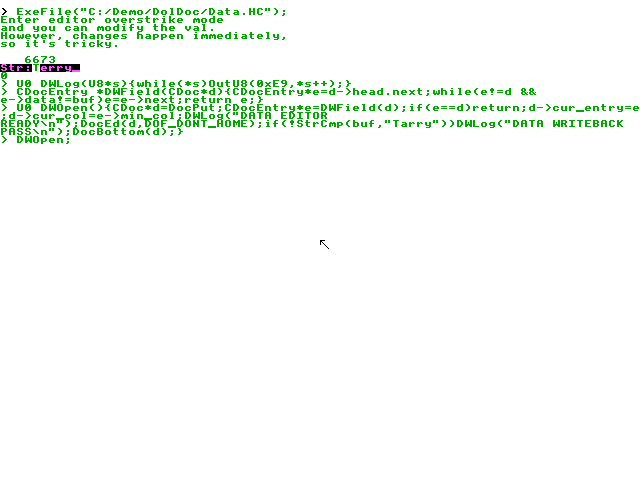 > ExeFile("C:/Demo/DolDoc/Data.HC");
Enter editor overstrike mode
and you can modify the val.
However, changes happen immediately,
so it's tricky.
6673
Str:Terry_
0
> U0 DWLog(U8*s){while(*s)OutU8(0xE9,*s++);}
> CDocEntry *DWField(CDoc*d){CDocEntry*e=d->head.next;while(e!=d &&
e->data!=buf)e=e->next;return e;}
> U0 DWOpen(){CDoc*d=DocPut;CDocEntry*e=DWField(d);if(e==d)return;d->cur_entry=e
;d->cur_col=e->min_col;DWLog("DATA EDITOR
READY\n");DocEd(d,DOF_DONT_HOME);if(!StrCmp(buf,"Tarry"))DWLog("DATA WRITEBACK
PASS\n");DocBottom(d);}
> DWOpen;